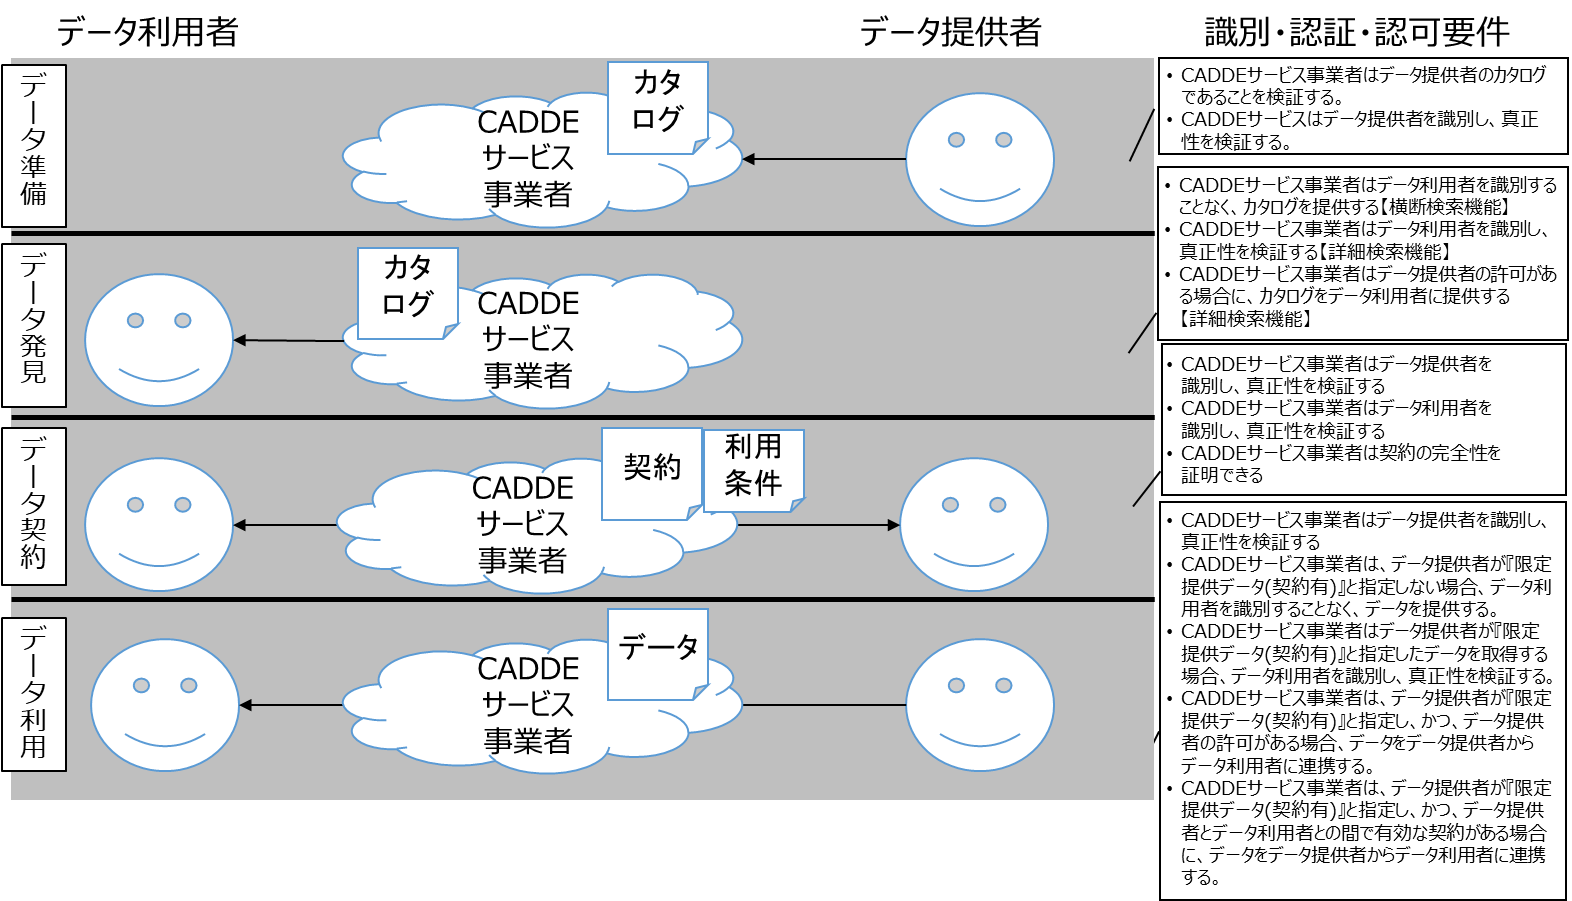 データ利用者
データ提供者
識別・認証・認可要件
データ準備
カタ
ログ
CADDE
サービス
事業者
• CADDEサービス事業者はデータ提供者のカタログ
であることを検証する。
• CADDEサービスはデータ提供者を識別し、真正
性を検証する。
データ発見
カタ
ログ
CADDE
サービス
事業者
• CADDEサービス事業者はデータ利用者を識別する
ことなく、カタログを提供する【横断検索機能】
• CADDEサービス事業者はデータ利用者を識別し、
真正性を検証する【詳細検索機能】
• CADDEサービス事業者はデータ提供者の許可があ
る場合に、カタログをデータ利用者に提供する
【詳細検索機能】
データ契約
契約
利用
条件
CADDE
サービス
事業者
• CADDEサービス事業者はデータ提供者を
識別し、真正性を検証する
• CADDEサービス事業者はデータ利用者を
識別し、真正性を検証する
• CADDEサービス事業者は契約の完全性を
証明できる
データ利用
データ
CADDE
サービス
事業者
• CADDEサービス事業者はデータ提供者を識別し、
真正性を検証する
• CADDEサービス事業者は、データ提供者が『限定
提供データ(契約有)』と指定しない場合、データ利
用者を識別することなく、データを提供する。
• CADDEサービス事業者はデータ提供者が『限定
提供データ(契約有)』と指定したデータを取得する
場合、データ利用者を識別し、真正性を検証する。
• CADDEサービス事業者は、データ提供者が『限定
提供データ(契約有)』と指定し、かつ、データ提供
者の許可がある場合、データをデータ提供者から
データ利用者に連携する。
• CADDEサービス事業者は、データ提供者が『限定
提供データ(契約有)』と指定し、かつ、データ提供
者とデータ利用者との間で有効な契約がある場合
に、データをデータ提供者からデータ利用者に連携
する。